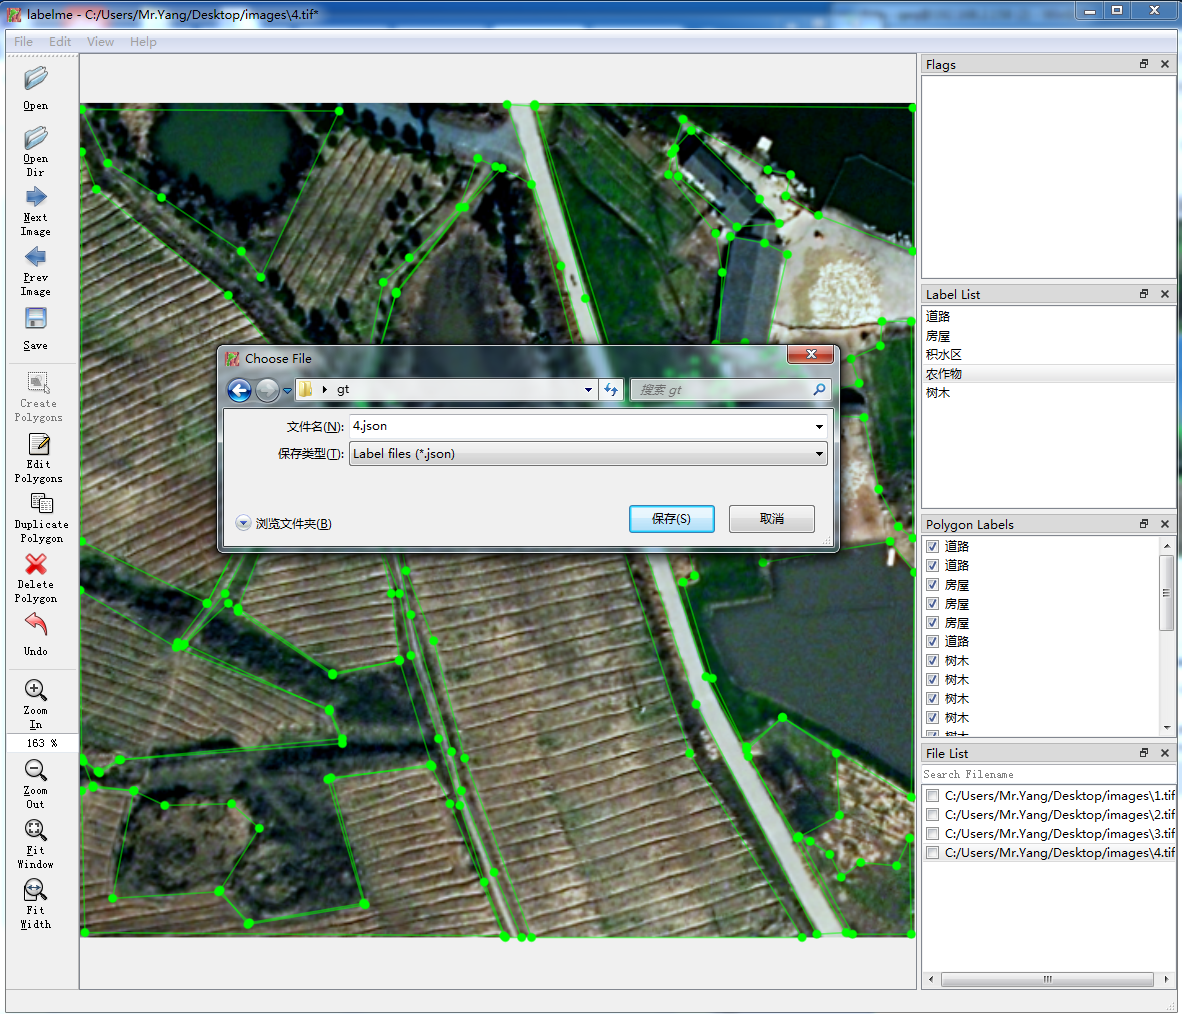 labelme - C:/Users/Mr.Yang/Desktop/images\4.tif*
File Edit View Help
Open
Open
Dir
Next
Image
Prev
Image
Save
Create
Polygons
Edit
Polygons
Duplicate
Polygon
Delete
Polygon
Undo
Zoom
In
163 %
Zoom
Out
Fit
Window
Fit
Width
Choose File
gt
搜索 gt
文件名(N): 4.json
保存类型(T): Label files (*.json)
浏览文件夹(B)
保存(S)
取消
Flags
Label List
道路
房屋
积水区
农作物
树木
Polygon Labels
道路
道路
房屋
房屋
房屋
道路
树木
树木
树木
树木
树木
File List
Search Filename
C:/Users/Mr.Yang/Desktop/images\1.tif
C:/Users/Mr.Yang/Desktop/images\2.tif
C:/Users/Mr.Yang/Desktop/images\3.tif
C:/Users/Mr.Yang/Desktop/images\4.tif